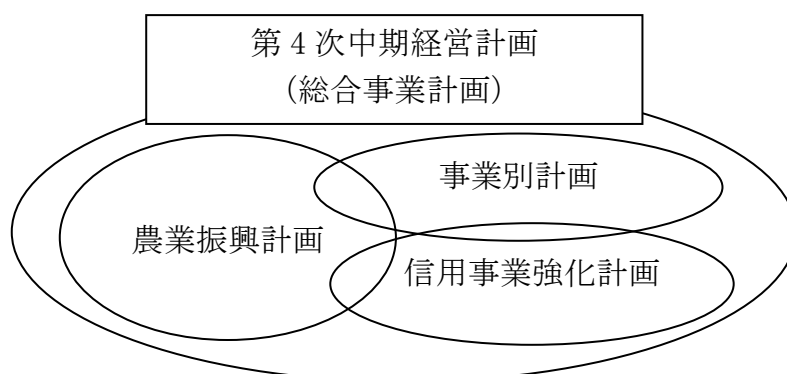 第４次中期経営計画
（総合事業計画）
事業別計画
農業振興計画
信用事業強化計画